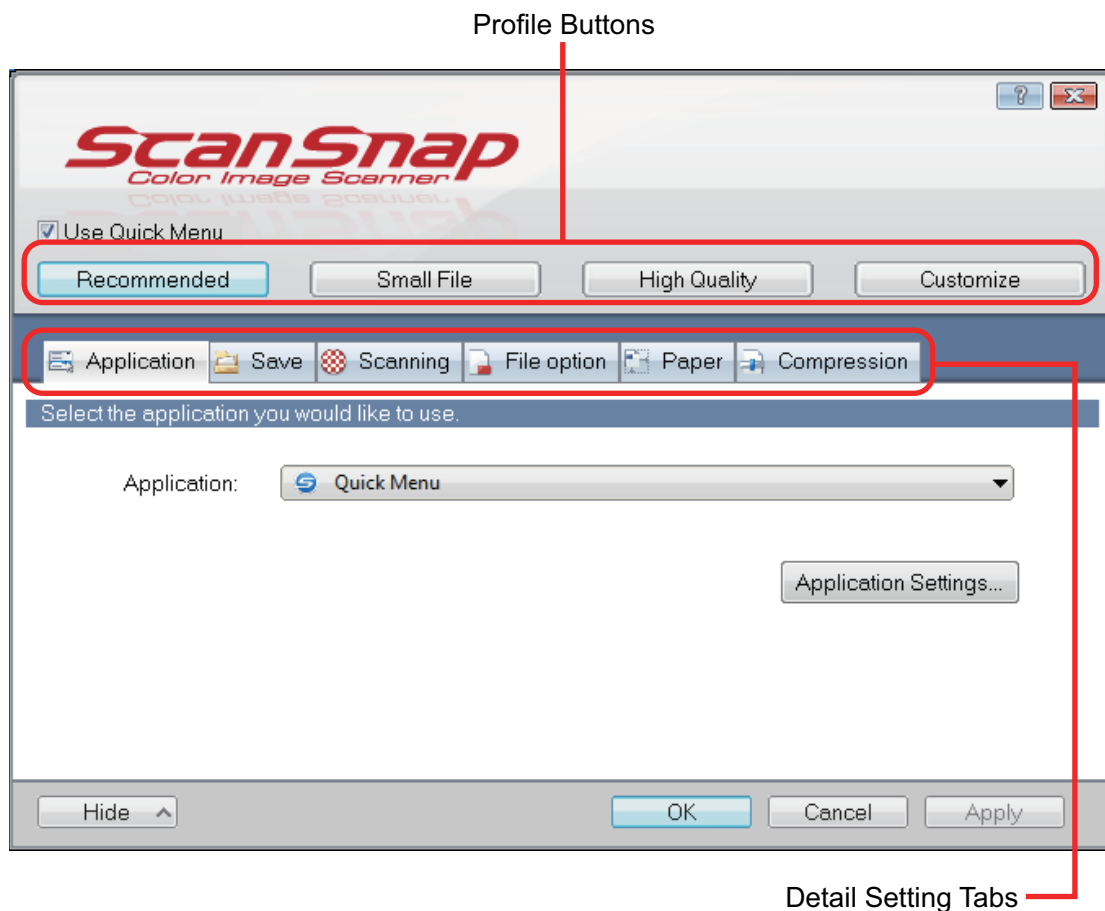 Profile Buttons
ScanSnap
Color Image Scanner
Use Quick Menu
Recommended Small File High Quality Customize
Application Save Scanning File option Paper Compression
Select the application you would like to use.
Application: Quick Menu
Application Settings...
Hide OK Cancel Apply
Detail Setting Tabs